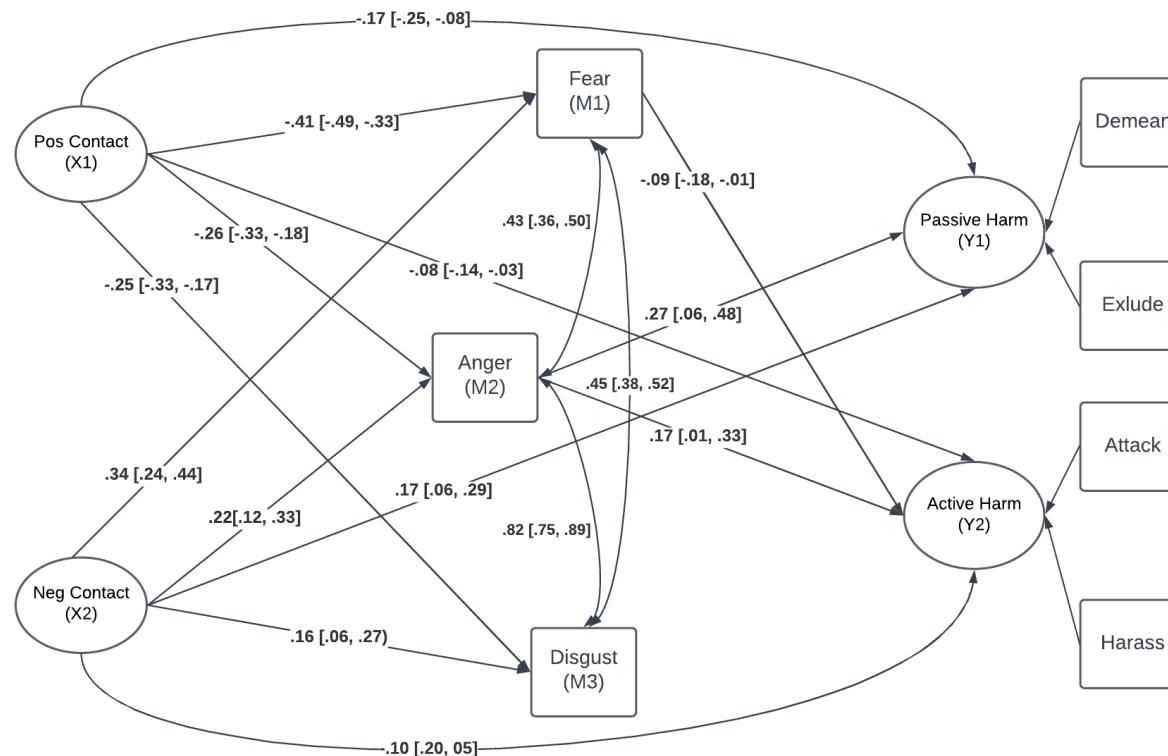 -.17 [-.25, -.08]
Fear
(M1)
Demean
-.41 [-.49, -.33]
Pos Contact
(X1)
-.09 [-.18, -.01]
.43 [.36, .50]
Passive Harm
(Y1)
-.26 [-.33, -.18]
-.08 [-.14, -.03]
-.25 [-.33, -.17]
Exlude
.27 [.06, .48]
Anger
(M2)
.45 [.38, .52]
.17 [.01, .33]
Attack
.34 [.24, .44]
.17 [.06, .29]
Active Harm
(Y2)
.22[.12, .33]
.82 [.75, .89]
Neg Contact
(X2)
.16 [.06, .27)
Harass
Disgust
(M3)
-.10 [.20, 05]